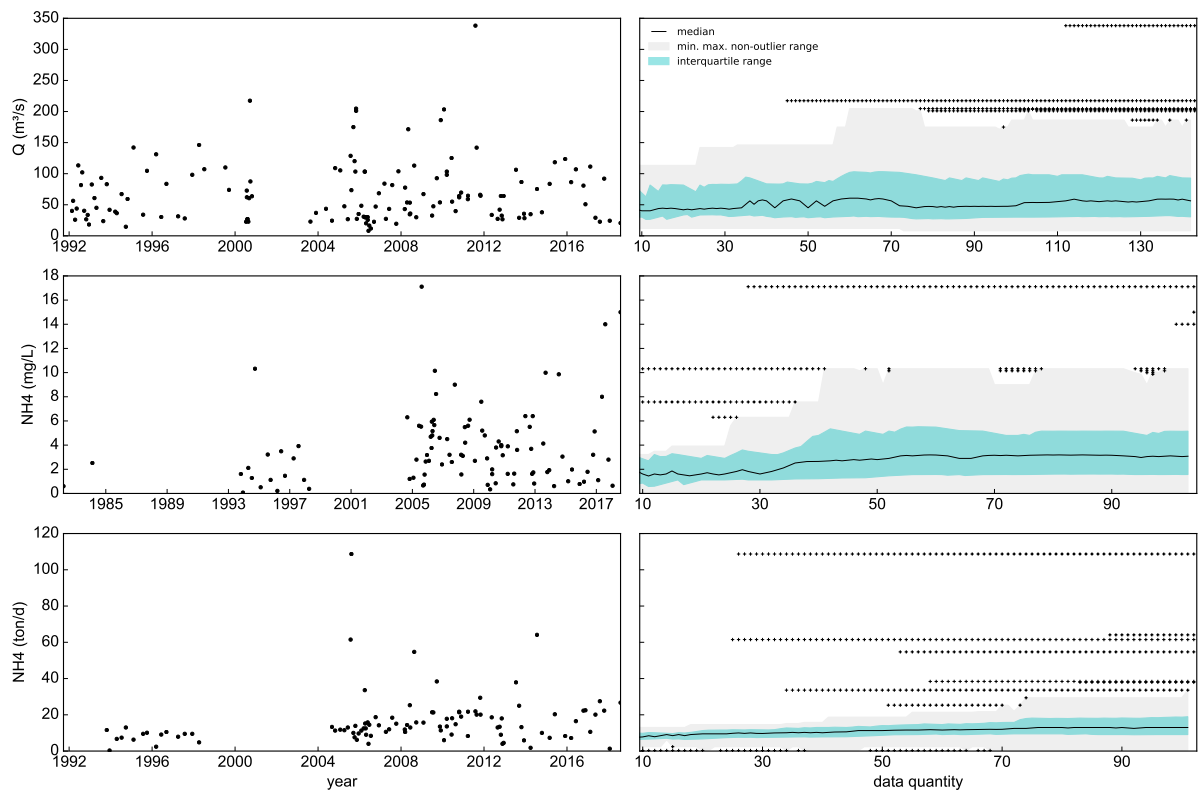 350
300
250
200
150
100
50
0
Q (m³/s)
1992 1996 2000 2004 2008 2012 2016
median
min. max. non-outlier range
interquartile range
10 30 50 70 90 110 130
18
16
14
12
10
8
6
4
2
0
NH4 (mg/L)
1985 1989 1993 1997 2001 2005 2009 2013 2017
10 30 50 70 90
120
100
80
60
40
20
0
NH4 (ton/d)
1992 1996 2000 2004 2008 2012 2016
year
10 30 50 70 90
data quantity